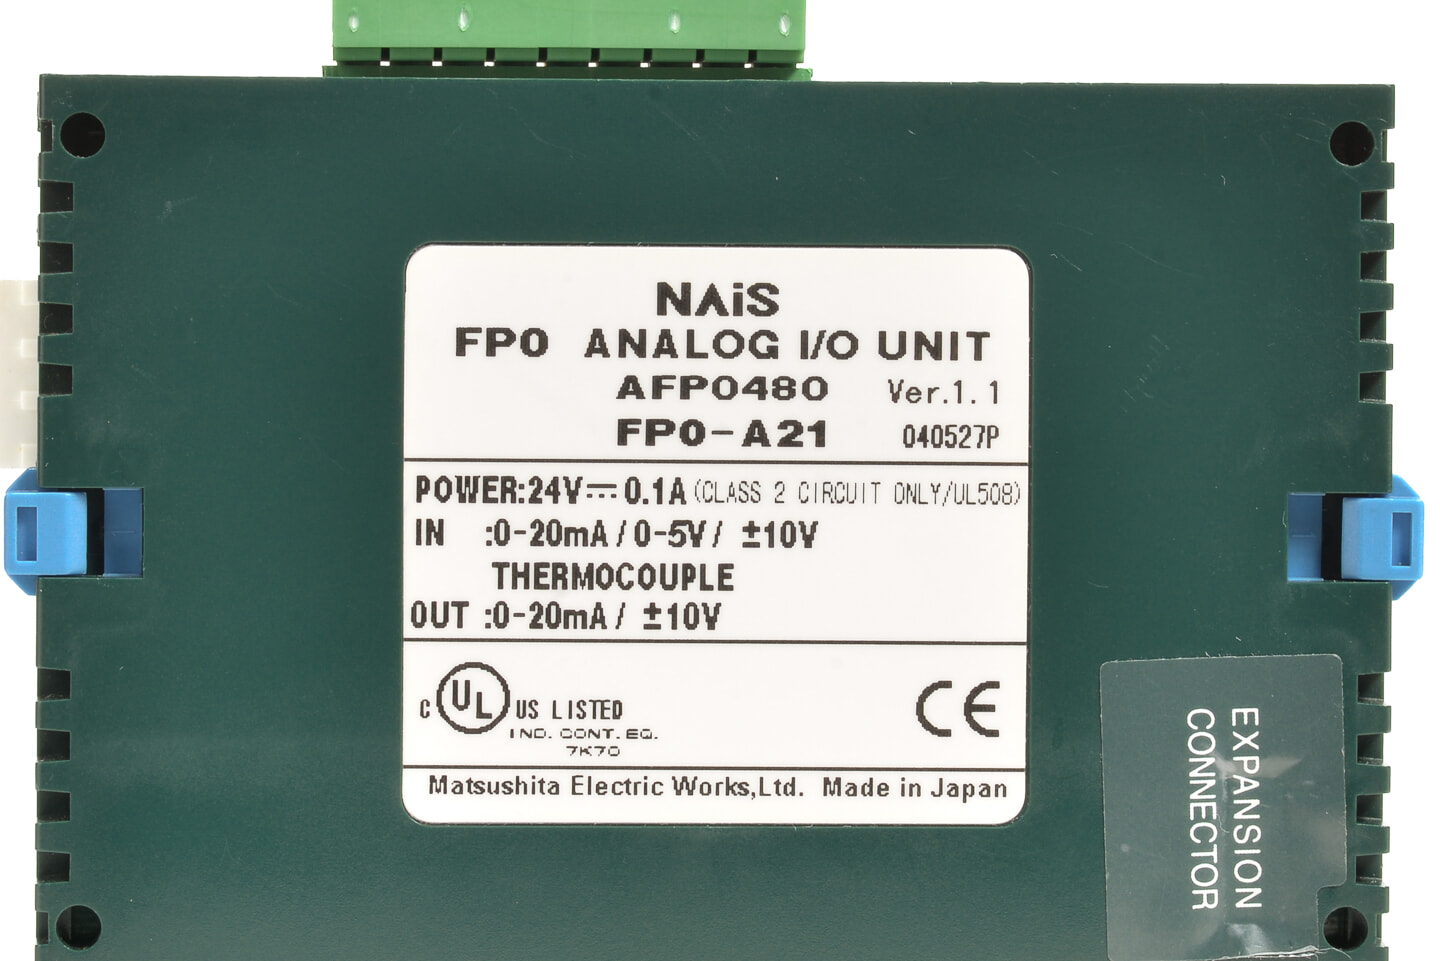 NAiS
FP0 ANALOG I/O UNIT
AFP0480 Ver.1.1
FP0-A21 040527P
POWER:24V⎓0.1A (CLASS 2 CIRCUIT ONLY/UL508)
IN :0-20mA/0-5V/ ±10V
THERMOCOUPLE
OUT :0-20mA/ ±10V
C UL US LISTED
IND. CONT. EQ.
7K70
CE
Matsushita Electric Works,Ltd. Made in Japan
EXPANSION
CONNECTOR